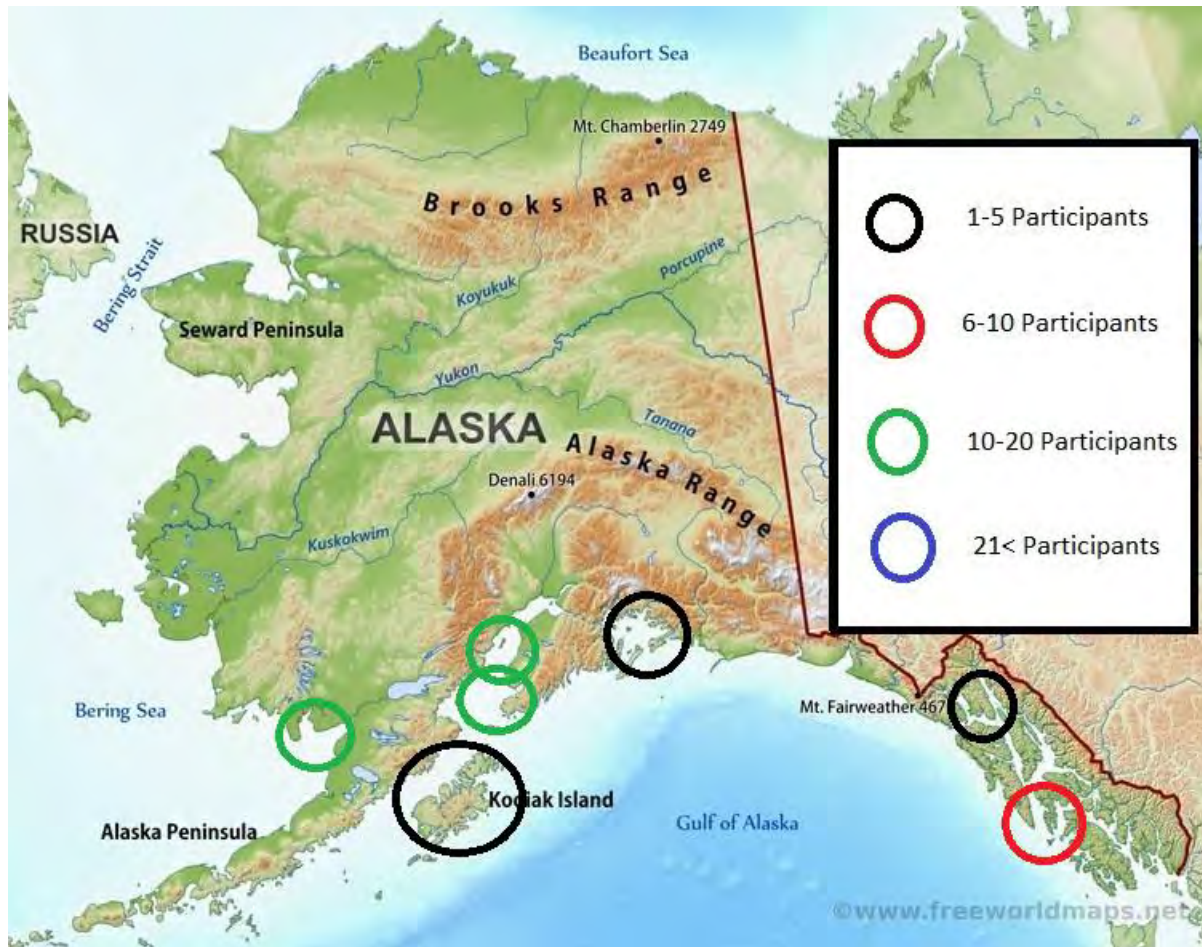 Beaufort Sea
Mt. Chamberlin 2749
Brooks Range
RUSSIA
Bering Strait
Porcupine
Koyukuk
Seward Peninsula
Yukon
ALASKA
Tanana
Alaska Range
Denali 6194
Kuskokwim
1-5 Participants
6-10 Participants
10-20 Participants
21< Participants
Bering Sea
Mt. Fairweather 467
Kodiak Island
Alaska Peninsula
Gulf of Alaska
©www.freeworldmaps.net